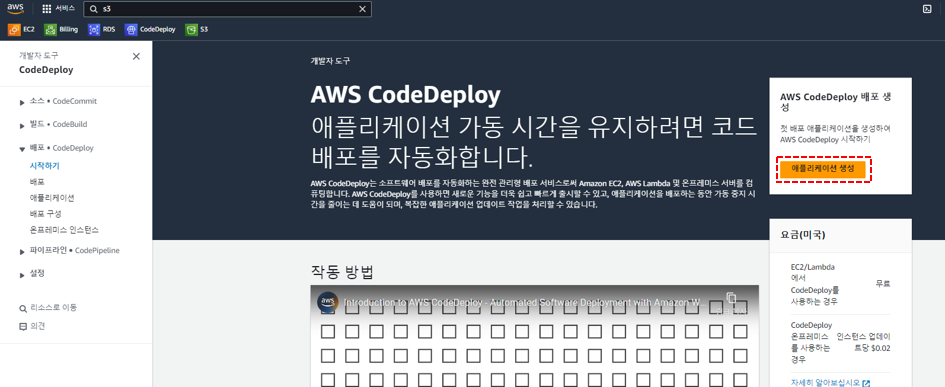 aws
서비스
s3
EC2
Billing
RDS
CodeDeploy
S3
개발자 도구
CodeDeploy
소스 • CodeCommit
빌드 • CodeBuild
배포 • CodeDeploy
시작하기
배포
애플리케이션
배포 구성
온프레미스 인스턴스
파이프라인 • CodePipeline
설정
리소스로 이동
의견
개발자 도구
AWS CodeDeploy
애플리케이션 가동 시간을 유지하려면 코드
배포를 자동화합니다.
AWS CodeDeploy는 소프트웨어 배포를 자동화하는 완전 관리형 배포 서비스로써 Amazon EC2, AWS Lambda 및 온프레미스 서버를 컴
퓨팅합니다. AWS CodeDeploy를 사용하면 새로운 기능을 더욱 쉽고 빠르게 출시할 수 있고, 애플리케이션을 배포하는 동안 가동 중지 시
간을 줄이는 데 도움이 되며, 복잡한 애플리케이션 업데이트 작업을 처리할 수 있습니다.
AWS CodeDeploy 배포 생
성
첫 배포 애플리케이션을 생성하여
AWS CodeDeploy 시작하기
애플리케이션 생성
요금(미국)
EC2/Lambda
에서
CodeDeploy를
사용하는 경우
무료
CodeDeploy
온프레미스
를 사용하는
경우
인스턴스 업데이
트당 $0.02
자세히 알아보십시오
작동 방법
aws
Introduction to AWS CodeDeploy - Automated Software Deployment with Amazon W...